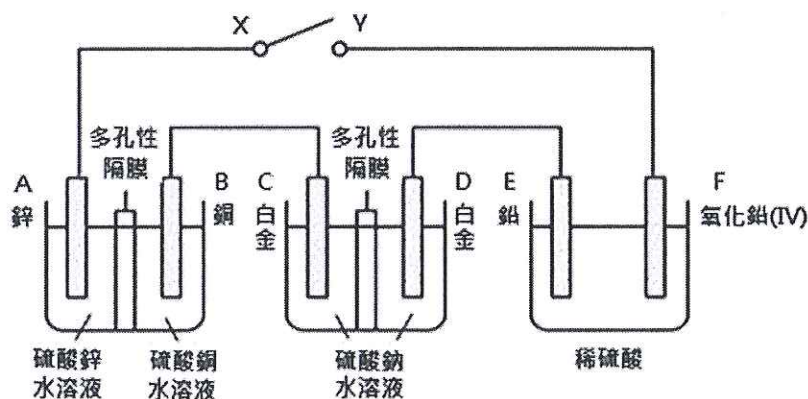 X
Y
多孔性
隔膜
多孔性
隔膜
A
鋅
B
銅
C
白
金
D
白
金
E
鉛
F
氧化鉛(IV)
硫酸鋅
水溶液
硫酸銅
水溶液
硫酸鈉
水溶液
稀硫酸